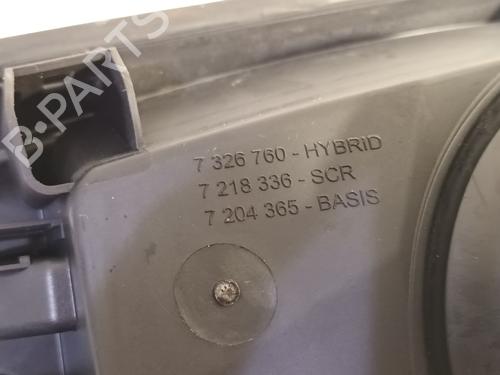 B-PARTS
7 326 760 - HYBRID
7 218 336 - SCR
7 204 365 - BASIS